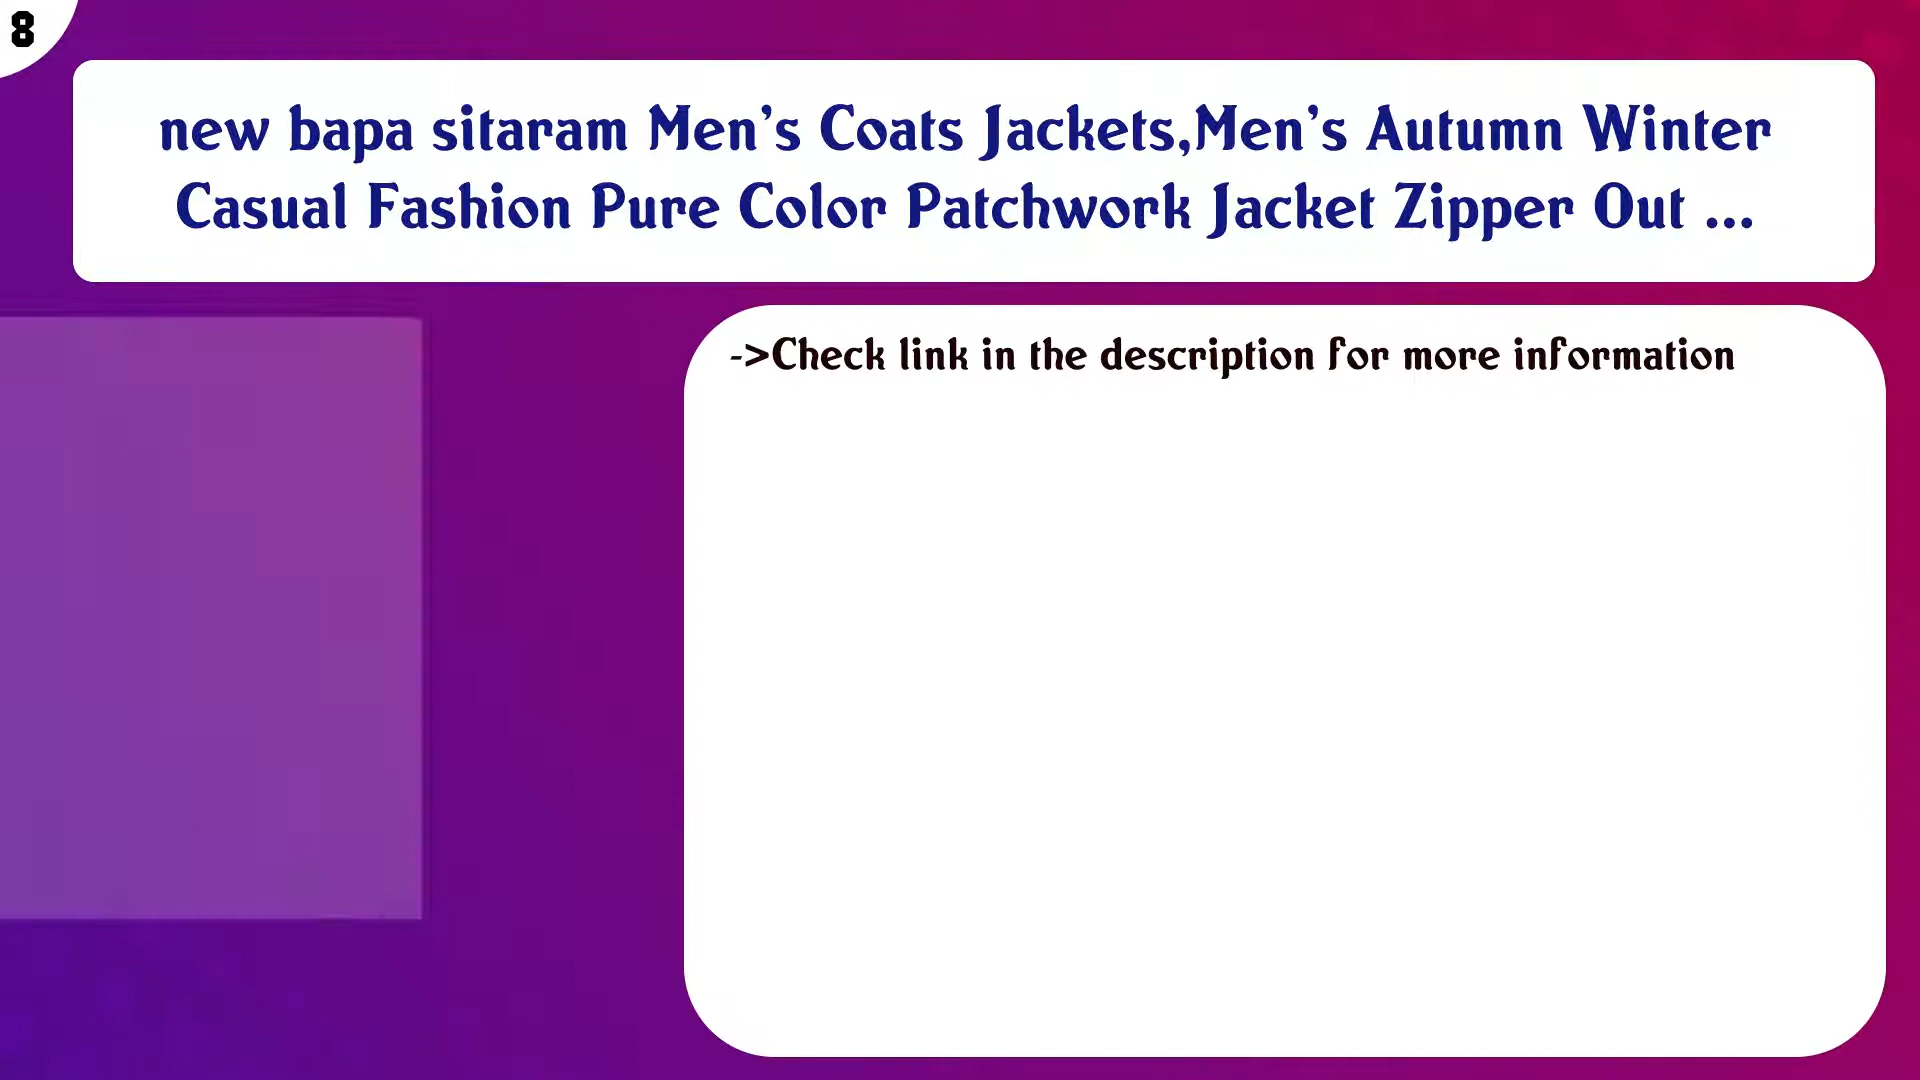 8
new bapa sitaram Men's Coats Jackets,Men's Autumn Winter
Casual Fashion Pure Color Patchwork Jacket Zipper Out ...
->Check link in the description for more information